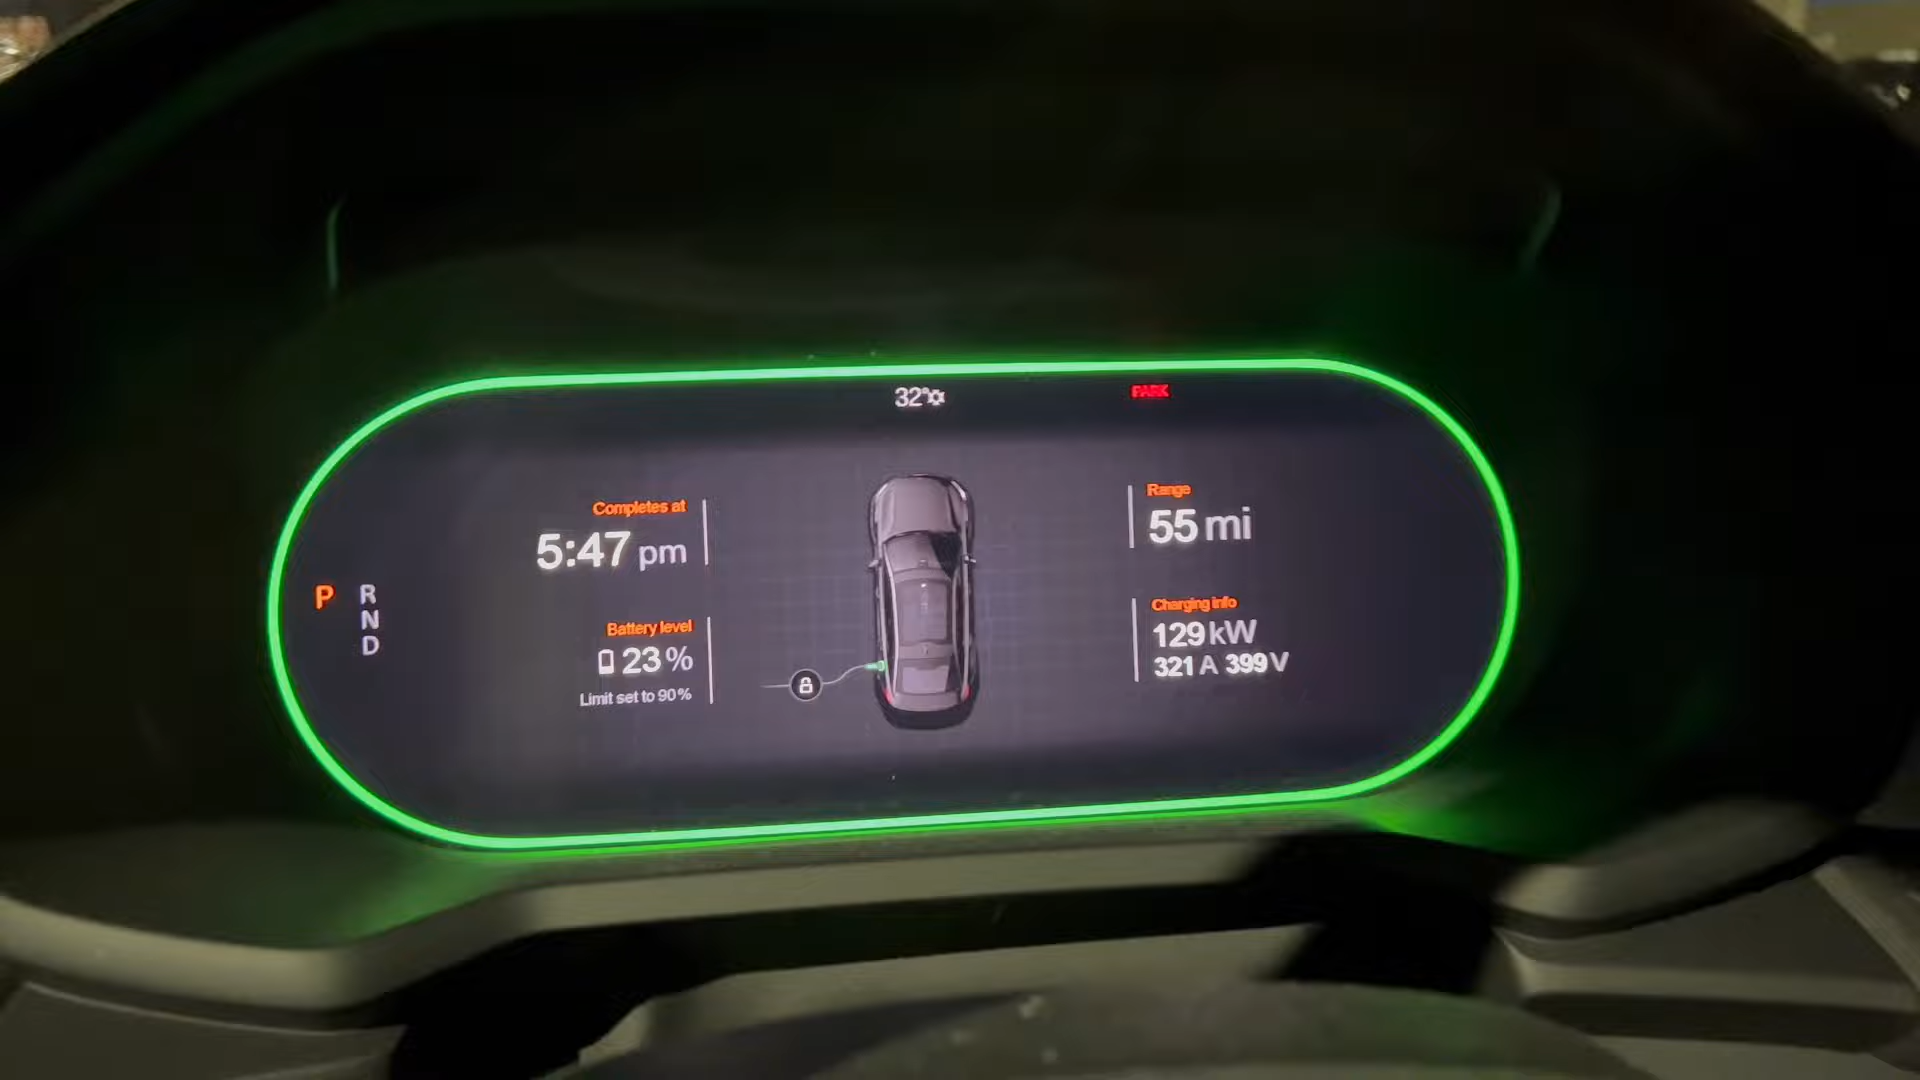 32°
PARK
Completes at
5:47 pm
Range
55 mi
P R
N
D
Battery level
23 %
Limit set to 90 %
Charging info
129 kW
321 A 399 V